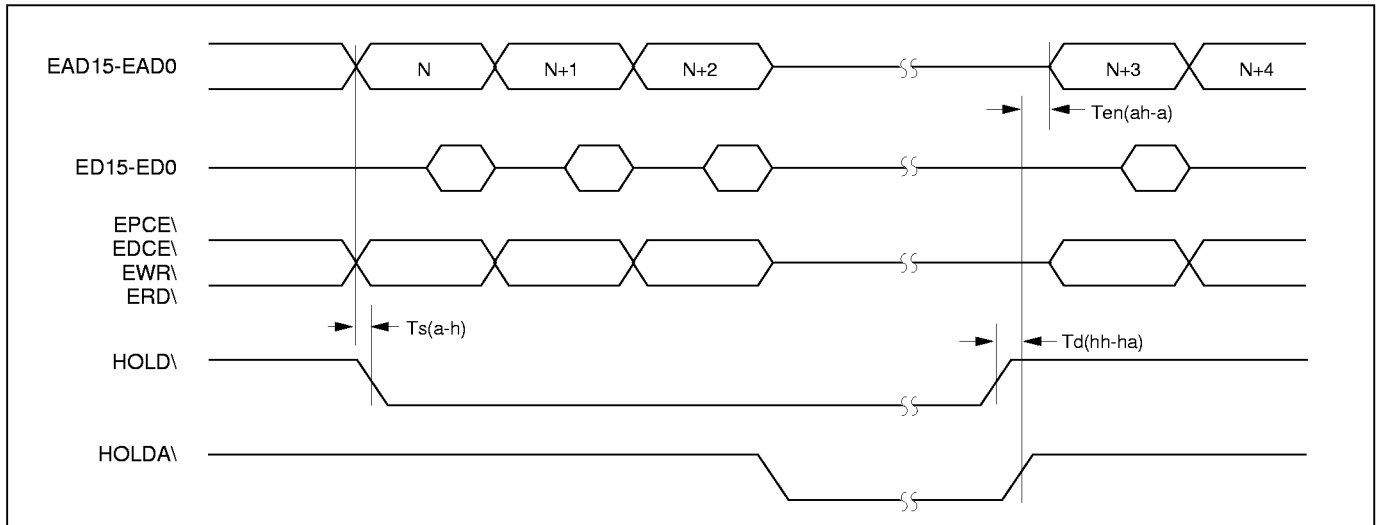 EAD15-EAD0
N
N+1
N+2
N+3
N+4
Ten(ah-a)
ED15-ED0
EPCE\
EDCE\
EWR\
ERD\
Ts(a-h)
Td(hh-ha)
HOLD\
HOLDA\